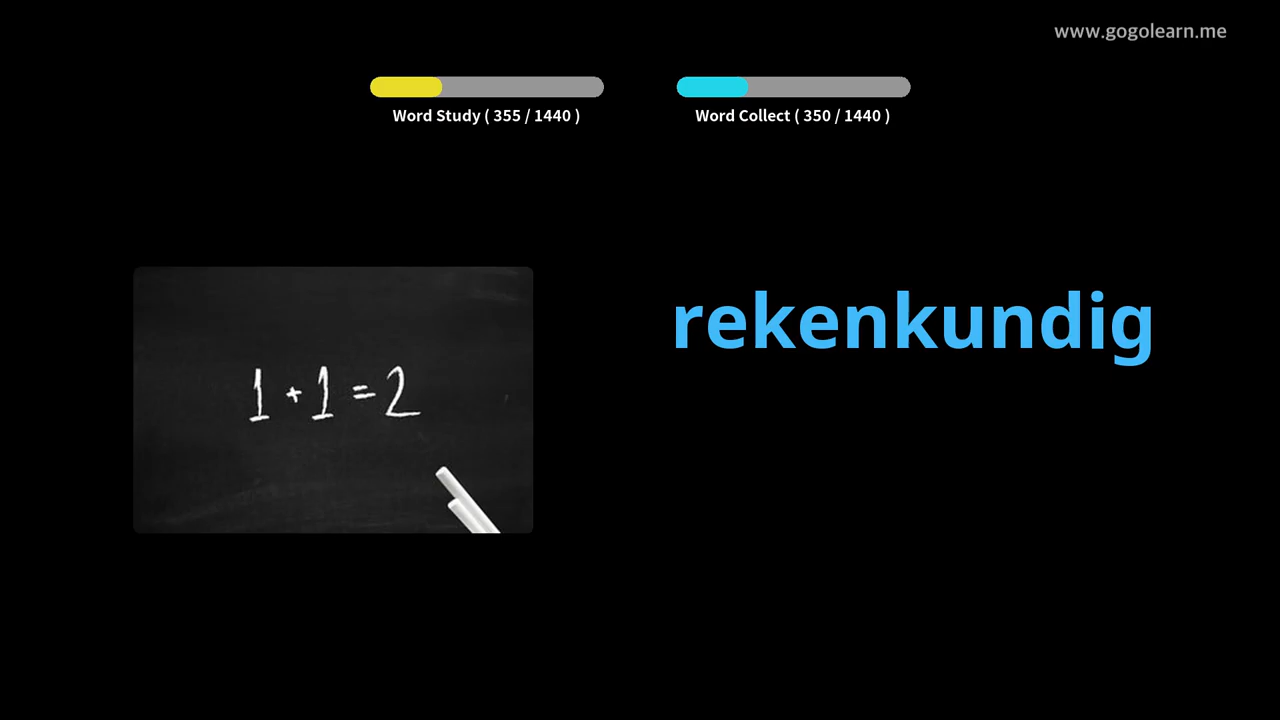 www.gogolearn.me
Word Study ( 355 / 1440 )
Word Collect ( 350 / 1440 )
rekenkundig
1 + 1 = 2